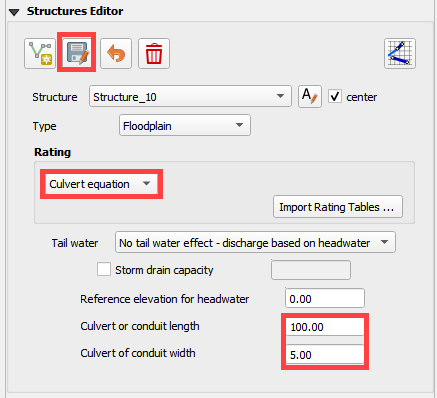 Structures Editor
Structure Structure_10 A center
Type Floodplain
Rating
Culvert equation
Import Rating Tables ...
Tail water No tail water effect - discharge based on headwater
Storm drain capacity
Reference elevation for headwater 0.00
Culvert or conduit length 100.00
Culvert of conduit width 5.00